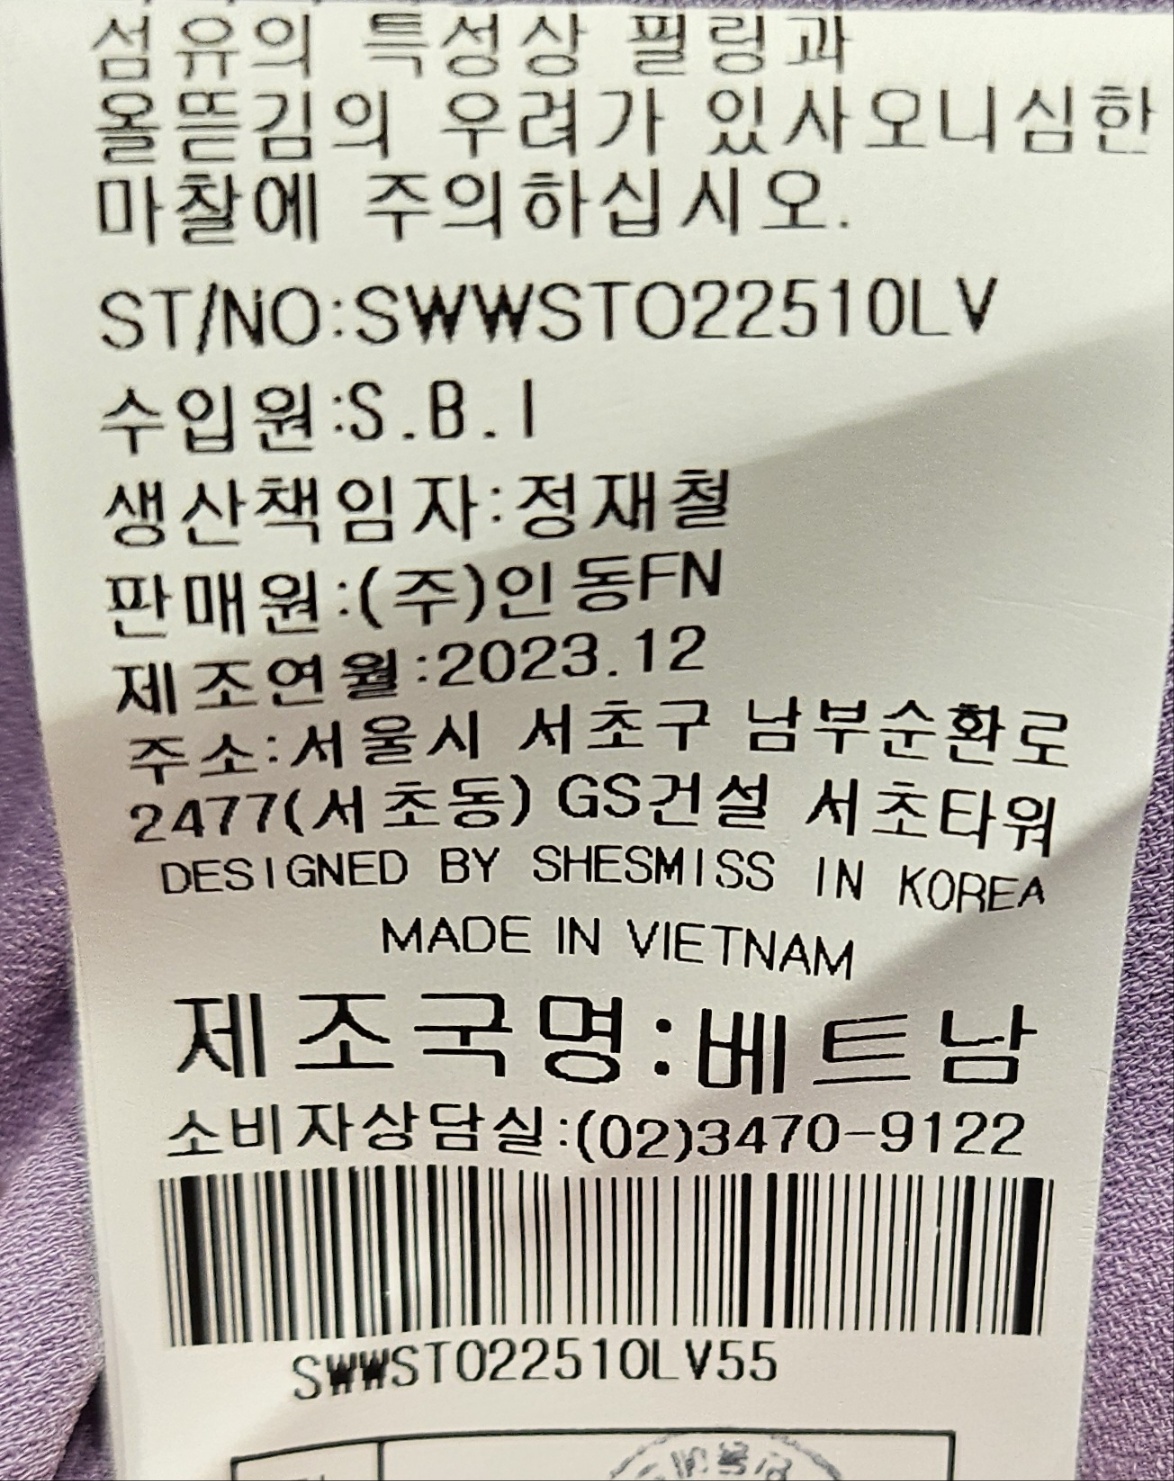 섬유의 특성상 필링과
올뜯김의 우려가 있사오니심한
마찰에 주의하십시오.
ST/NO:SWWSTO22510LV
수입원:S.B.I
생산책임자:정재철
판매원:(주)인동FN
제조연월:2023.12
주소:서울시 서초구 남부순환로
2477(서초동) GS건설 서초타워
DESIGNED BY SHESMISS IN KOREA
MADE IN VIETNAM
제조국명:베트남
소비자상담실:(02)3470-9122
SWWSTO22510LV55